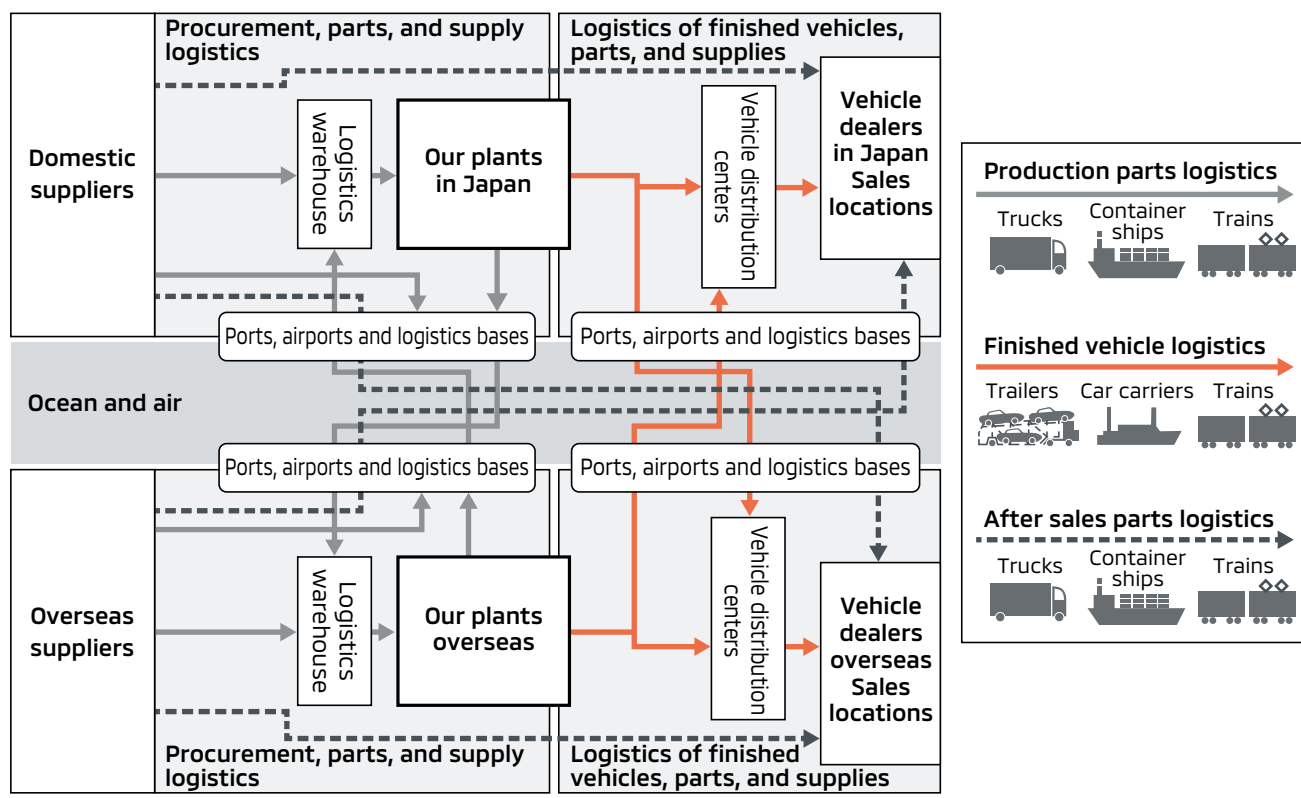 Procurement, parts, and supply
logistics
Logistics of finished vehicles,
parts, and supplies
Domestic
suppliers
Logistics
warehouse
Our plants
in Japan
Vehicle distribution
centers
Vehicle
dealers
in Japan
Sales
locations
Ports, airports and logistics bases
Ports, airports and logistics bases
Ocean and air
Ports, airports and logistics bases
Ports, airports and logistics bases
Overseas
suppliers
Logistics
warehouse
Our plants
overseas
Vehicle distribution
centers
Vehicle
dealers
overseas
Sales
locations
Procurement, parts, and supply
logistics
Logistics of finished
vehicles, parts, and supplies
Production parts logistics
Trucks
Container
ships
Trains
Finished vehicle logistics
Trailers
Car carriers
Trains
After sales parts logistics
Trucks
Container
ships
Trains